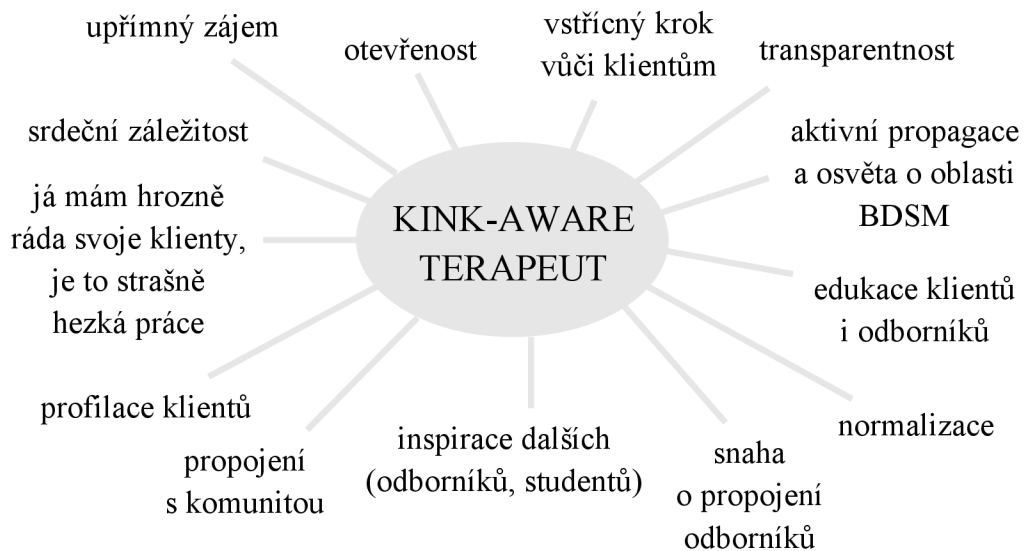 upřímný zájem
otevřenost
vstřícný krok
vůči klientům
transparentnost
srdeční záležitost
aktivní propagace
a osvěta o oblasti
BDSM
já mám hrozně
ráda svoje klienty,
je to strašně
hezká práce
KINK-AWARE
TERAPEUT
edukace klientů
i odborníků
profilace klientů
propojení
s komunitou
inspirace dalších
(odborníků, studentů)
snaha
o propojení
odborníků
normalizace